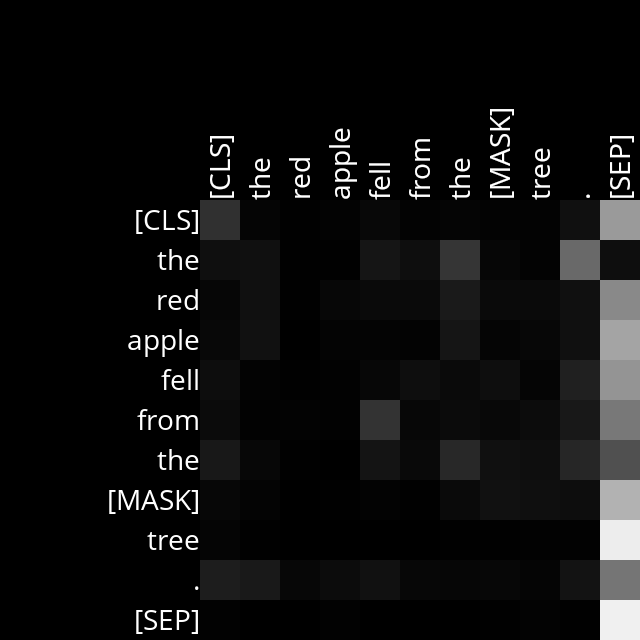 [CLS] the red apple fell from the [MASK] tree . [SEP]
[CLS]
the
red
apple
fell
from
the
[MASK]
tree
.
[SEP]